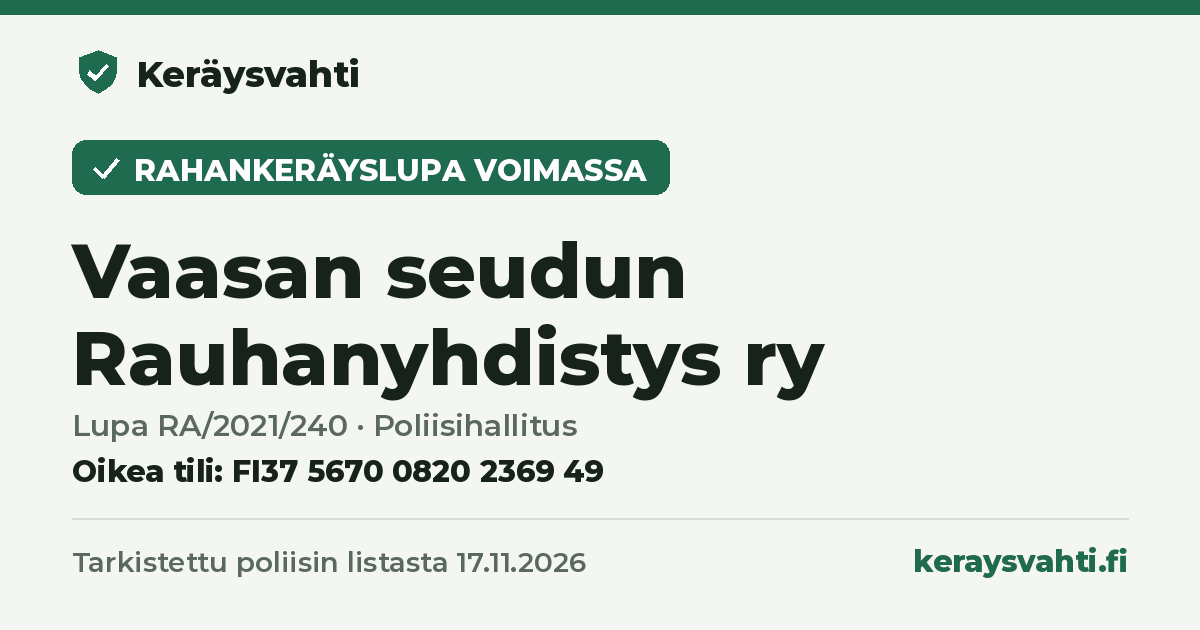 Keräysvahti
RAHANKERÄYSLUPA VOIMASSA
Vaasan seudun
Rauhanyhdistys ry
Lupa RA/2021/240 · Poliisihallitus
Oikea tili: FI37 5670 0820 2369 49
Tarkistettu poliisin listasta 17.11.2026
keraysvahti.fi